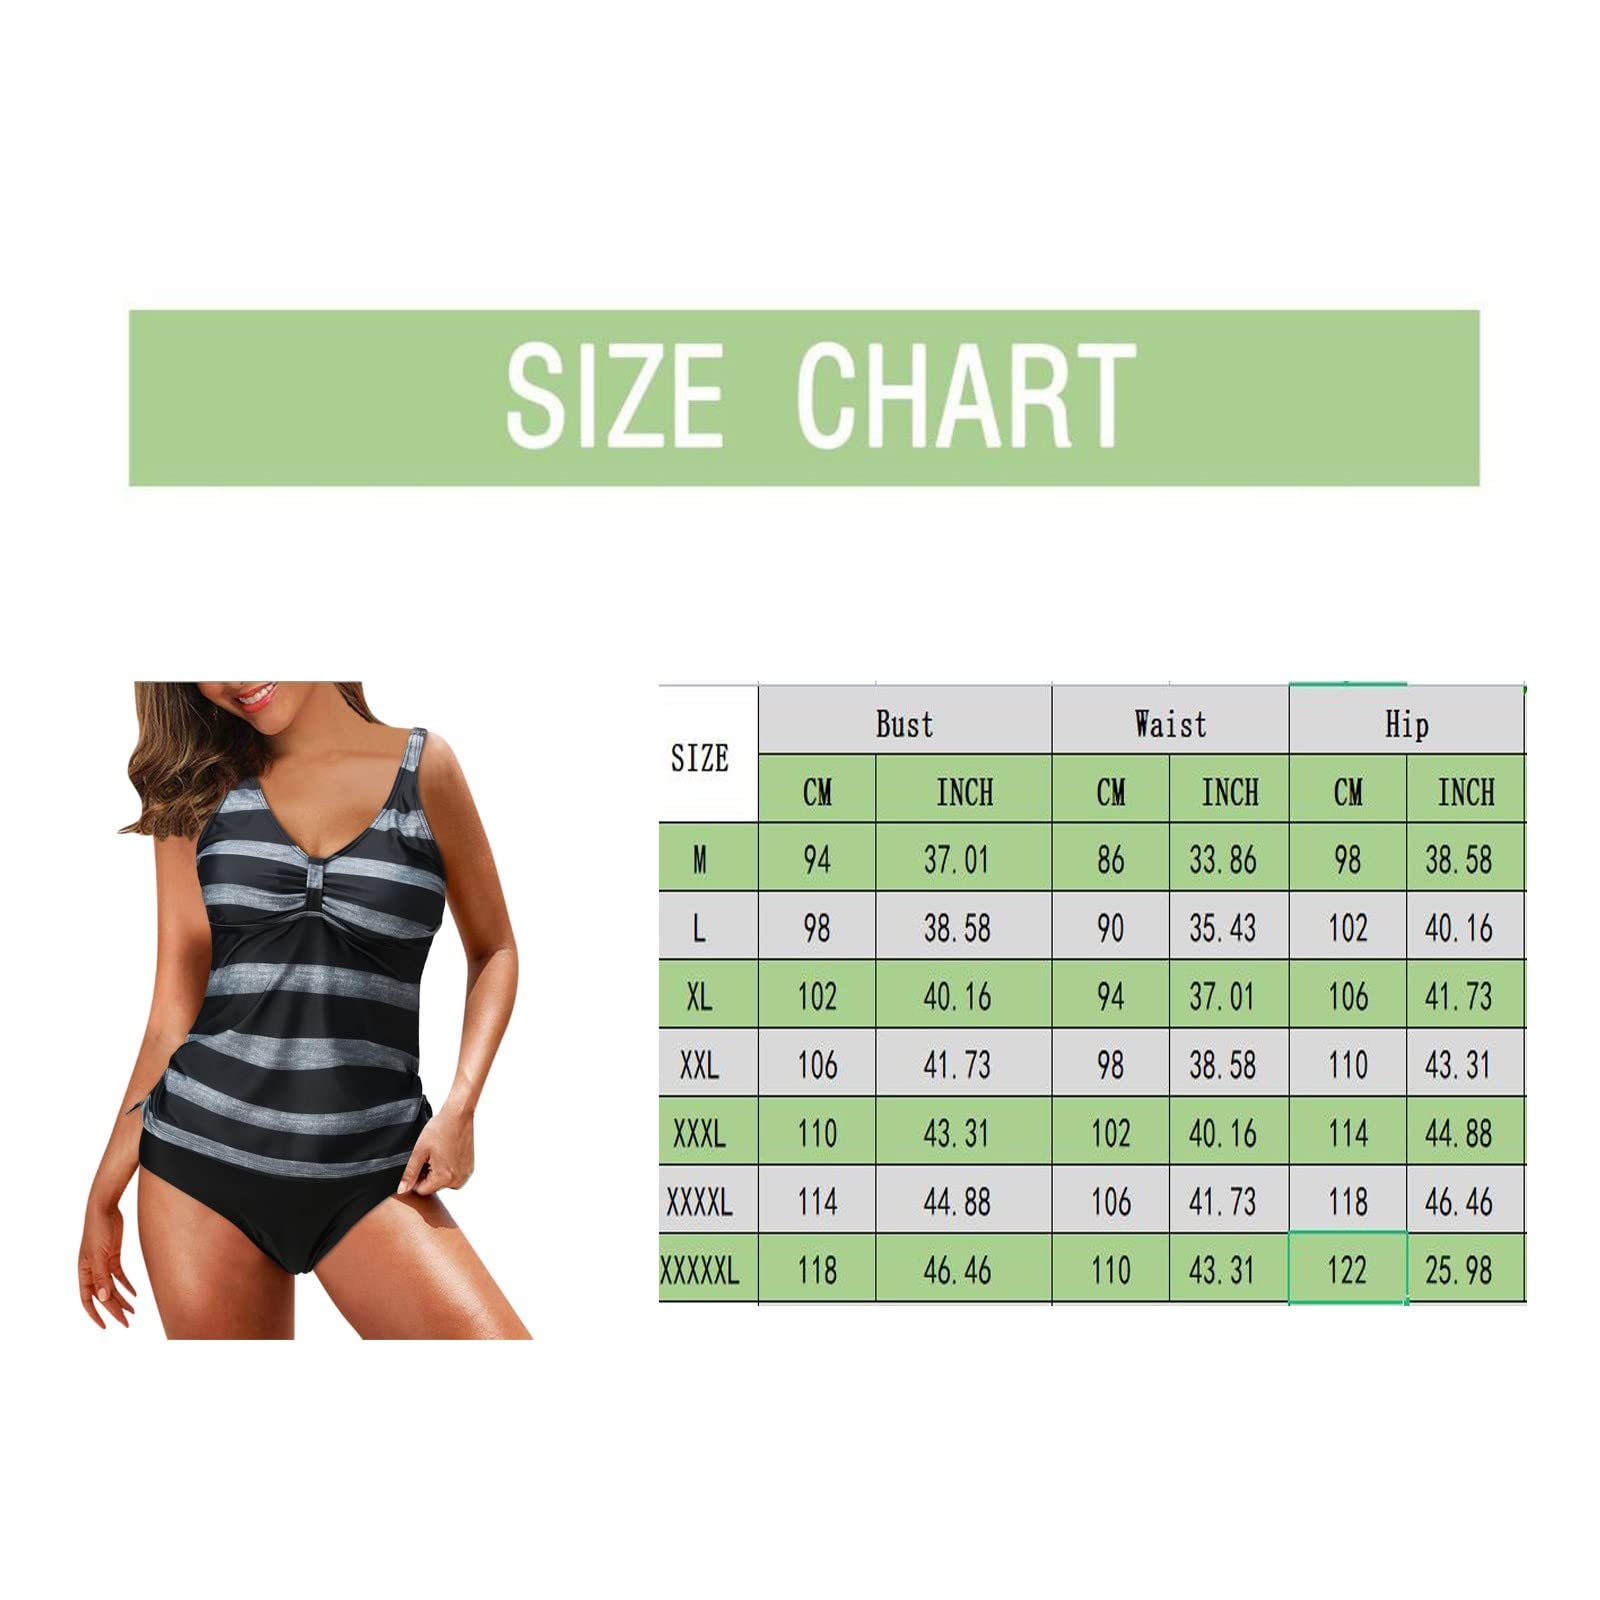 SIZE CHART
SIZE Bust Waist Hip
CM INCH CM INCH CM INCH
M 94 37.01 86 33.86 98 38.58
L 98 38.58 90 35.43 102 40.16
XL 102 40.16 94 37.01 106 41.73
XXL 106 41.73 98 38.58 110 43.31
XXXL 110 43.31 102 40.16 114 44.88
XXXXL 114 44.88 106 41.73 118 46.46
XXXXXL 118 46.46 110 43.31 122 25.98